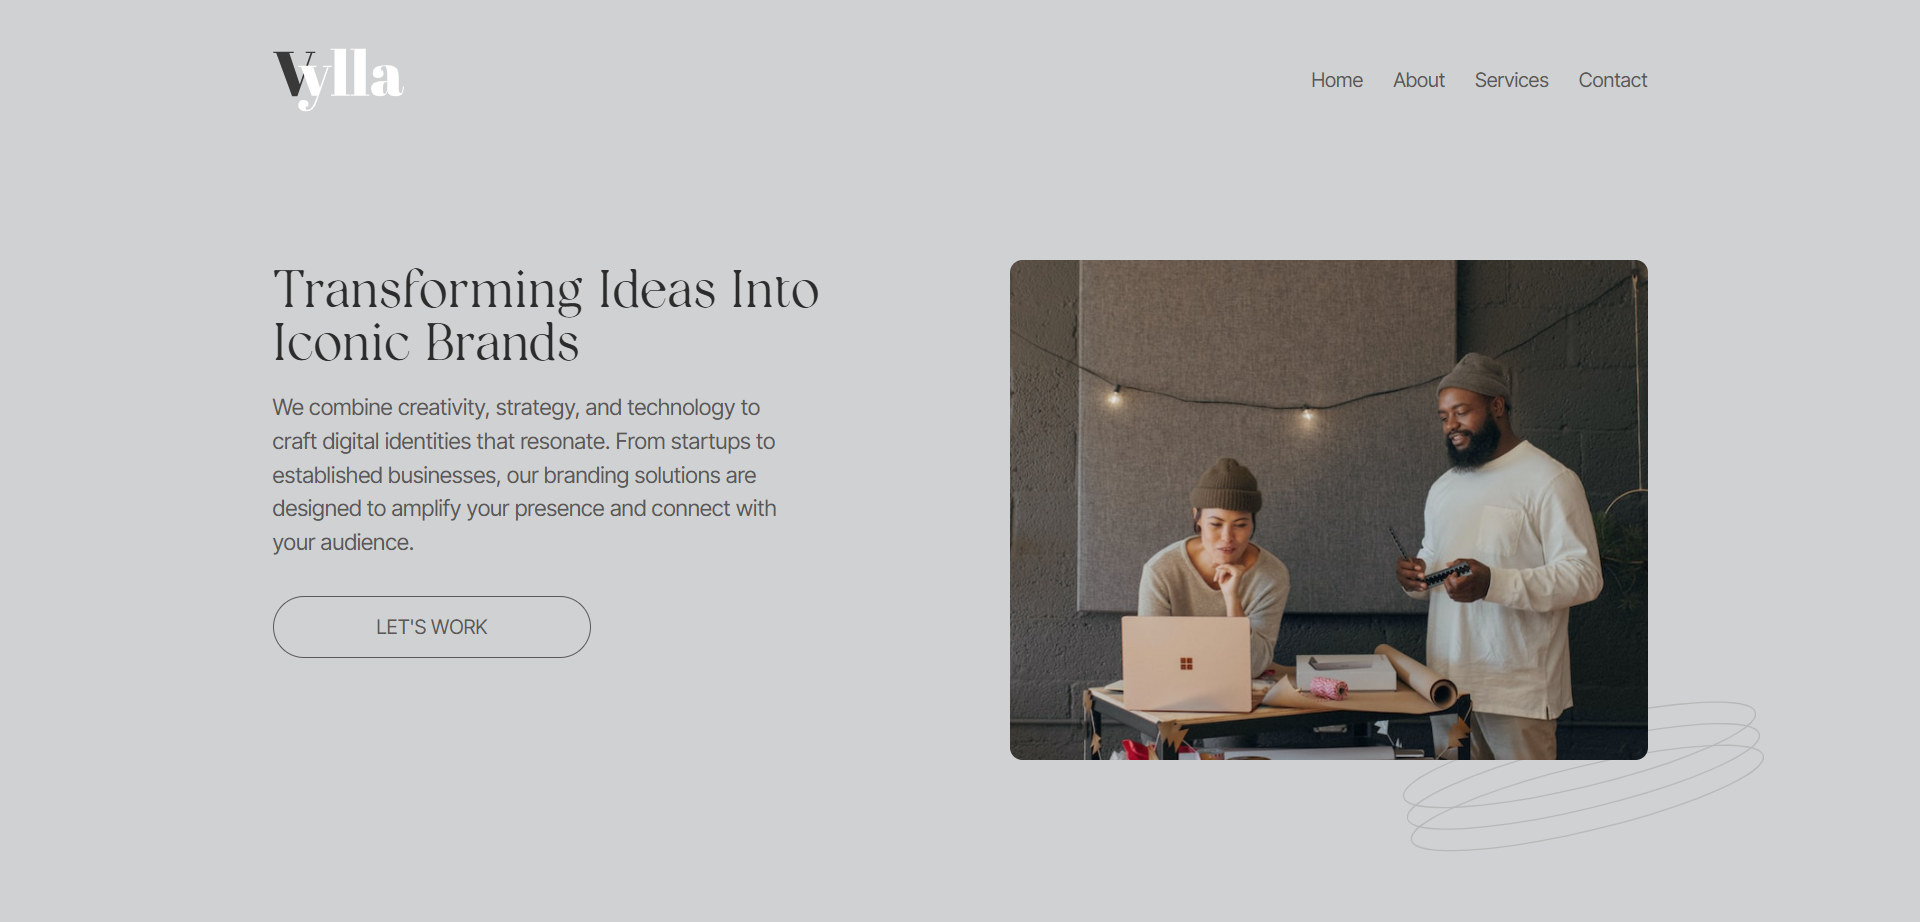 Vylla
Home About Services Contact
Transforming Ideas Into
Iconic Brands
We combine creativity, strategy, and technology to
craft digital identities that resonate. From startups to
established businesses, our branding solutions are
designed to amplify your presence and connect with
your audience.
LET'S WORK